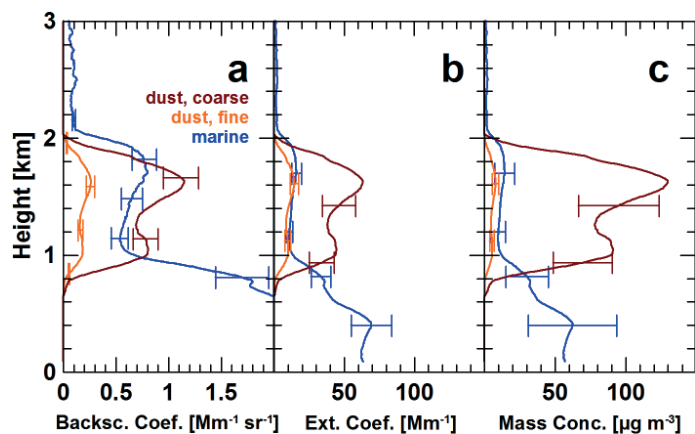 a
b
c
dust, coarse
dust, fine
marine
Height [km]
3
2
1
0
0 0.5 1 1.5
50 100
50 100 150
Backsc. Coef. [Mm⁻¹ sr⁻¹]
Ext. Coef. [Mm⁻¹]
Mass Conc. [µg m⁻³]